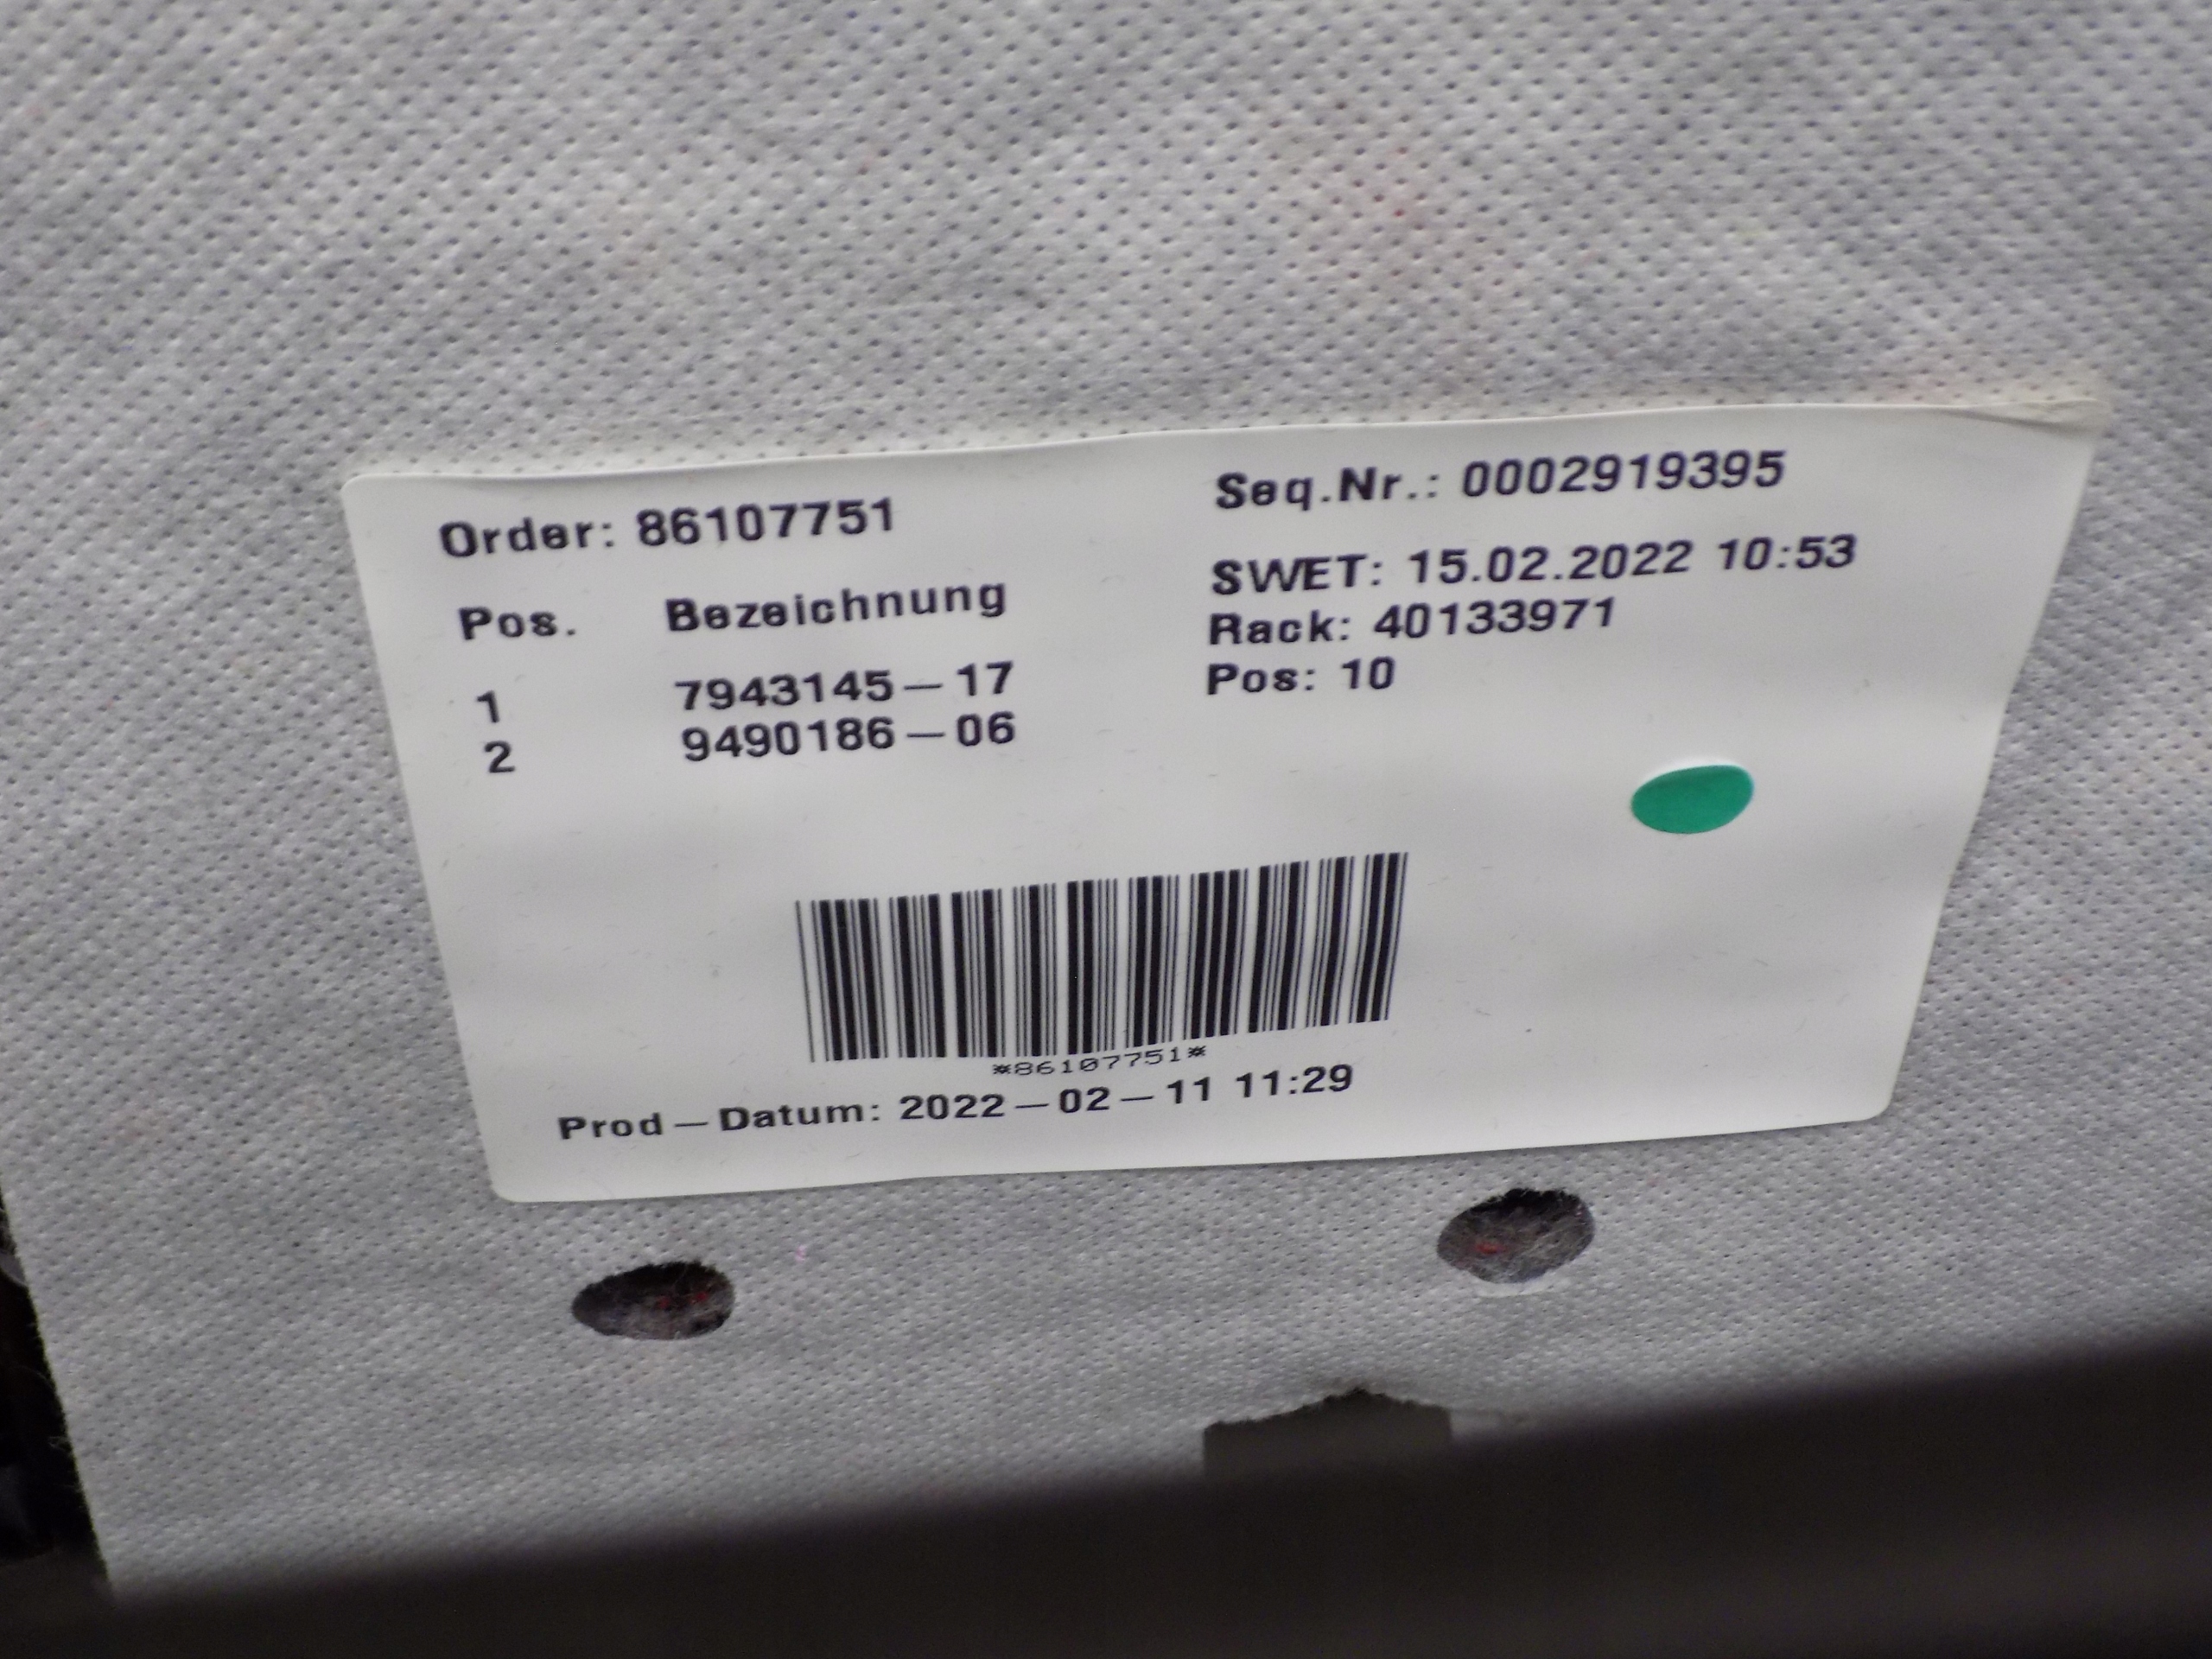 Order: 86107751
Seq.Nr.: 0002919395
Pos. Bezeichnung
SWET: 15.02.2022 10:53
Rack: 40133971
Pos: 10
1 7943145-17
2 9490186-06
*86107751*
Prod-Datum: 2022-02-11 11:29